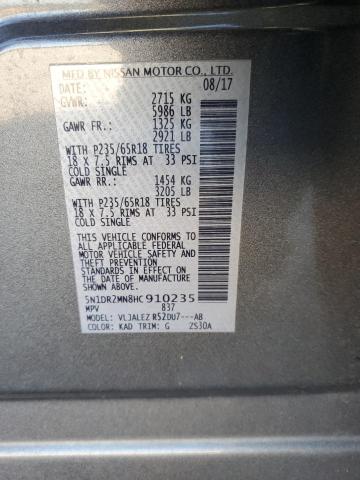 MFD BY NISSAN MOTOR CO., LTD.
DATE: 08/17
GVWR: 2715 KG
5986 LB
GAWR FR.: 1325 KG
2921 LB
WITH P235/65R18 TIRES
18 X 7.5 RIMS AT 33 PSI
COLD SINGLE
GAWR RR.: 1454 KG
3205 LB
WITH P235/65R18 TIRES
18 X 7.5 RIMS AT 33 PSI
COLD SINGLE
THIS VEHICLE CONFORMS TO
ALL APPLICABLE FEDERAL
MOTOR VEHICLE SAFETY
AND THEFT PREVENTION
STANDARDS IN EFFECT ON
THE DATE OF MANUFACTURE
SHOWN ABOVE.
5N1DR2MN8HC910235
MPV 837
MODEL: VLJALEZ R52DU7---AB
COLOR: KAD TRIM: G ZS30A